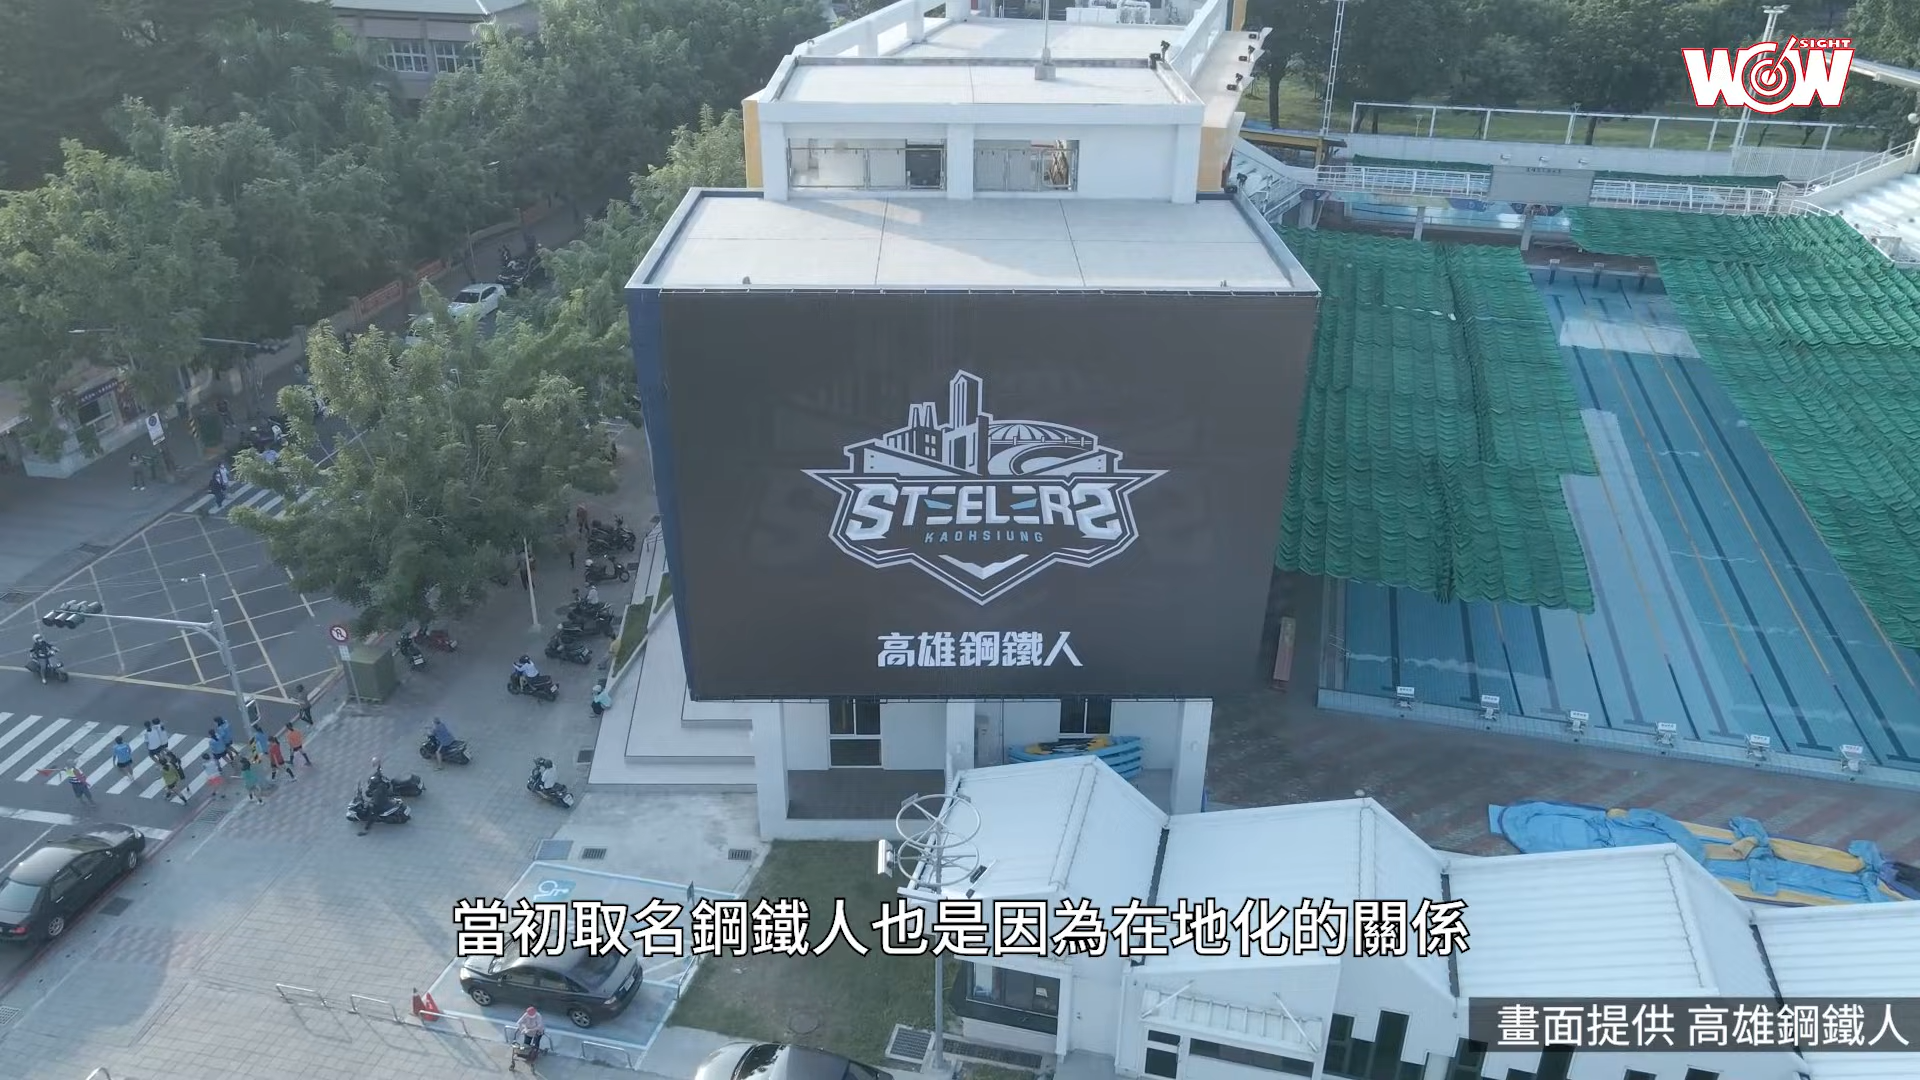 WOW SIGHT
STEELERS
KAOHSIUNG
高雄鋼鐵人
當初取名鋼鐵人也是因為在地化的關係
畫面提供 高雄鋼鐵人